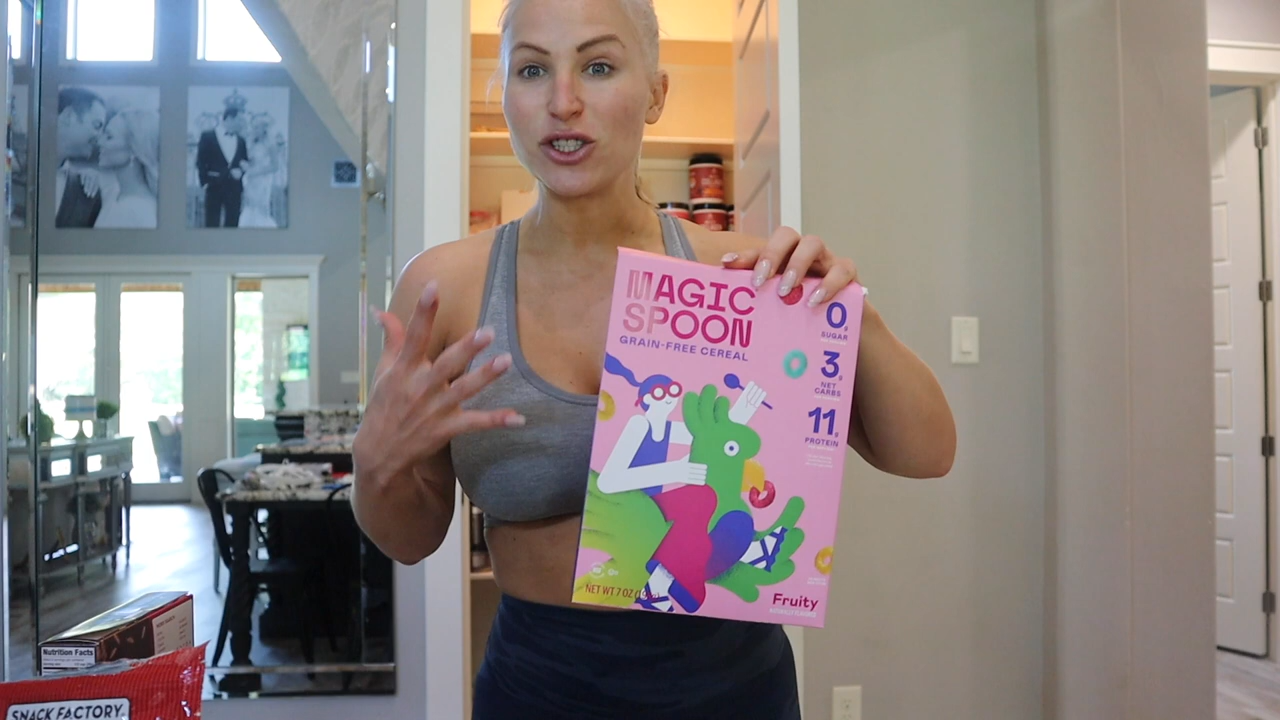 MAGIC
SPOON
GRAIN-FREE CEREAL
0g
SUGAR
3g
NET
CARBS
11g
PROTEIN
NET WT 7 OZ
Fruity
Nutrition Facts
SNACK FACTORY